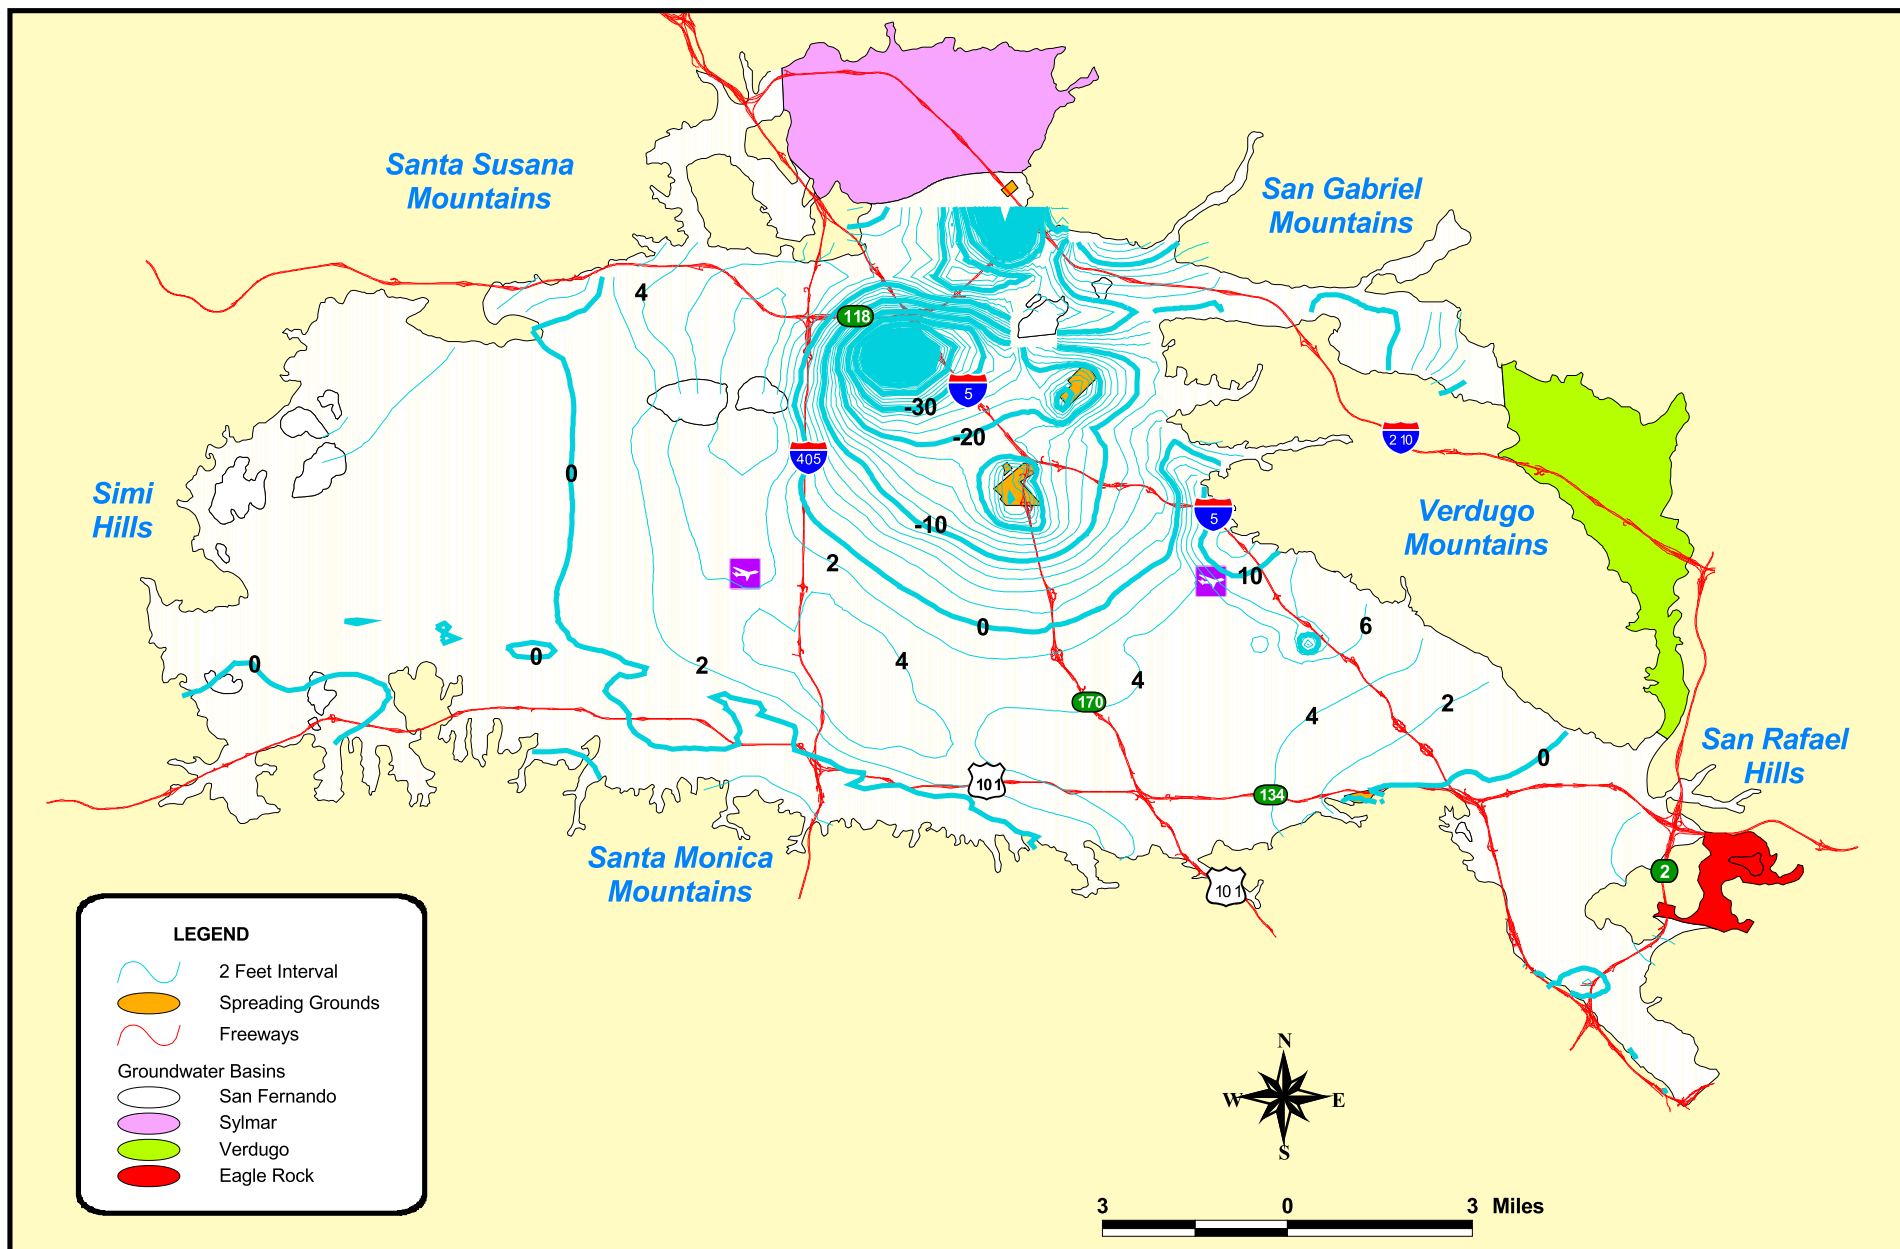 Santa Susana
Mountains
San Gabriel
Mountains
4
118
5
-30
-20
405
210
0
Simi
Hills
Verdugo
Mountains
5
-10
2
10
0
6
0
0
2
4
4
170
4
2
San Rafael
Hills
0
101
134
Santa Monica
Mountains
2
101
LEGEND
2 Feet Interval
Spreading Grounds
Freeways
Groundwater Basins
San Fernando
Sylmar
Verdugo
Eagle Rock
N
W
E
S
3 0 3 Miles